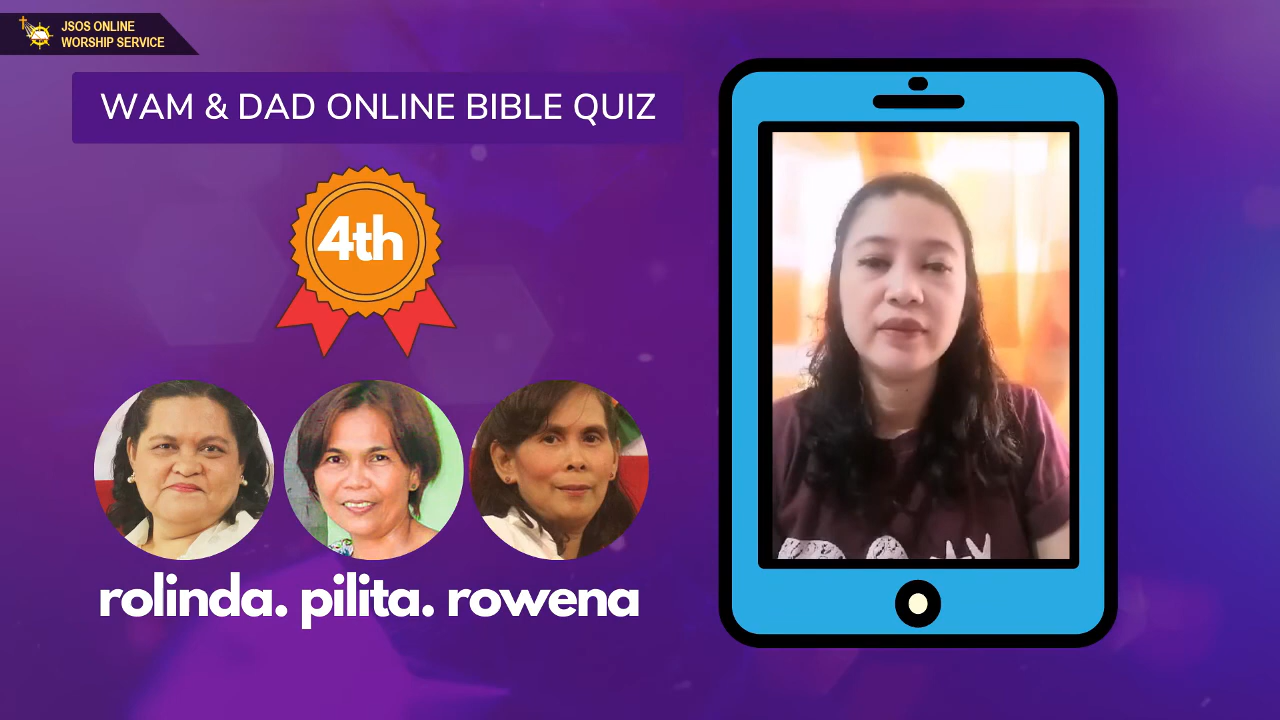 JSOS ONLINE
WORSHIP SERVICE
WAM & DAD ONLINE BIBLE QUIZ
4th
rolinda. pilita. rowena